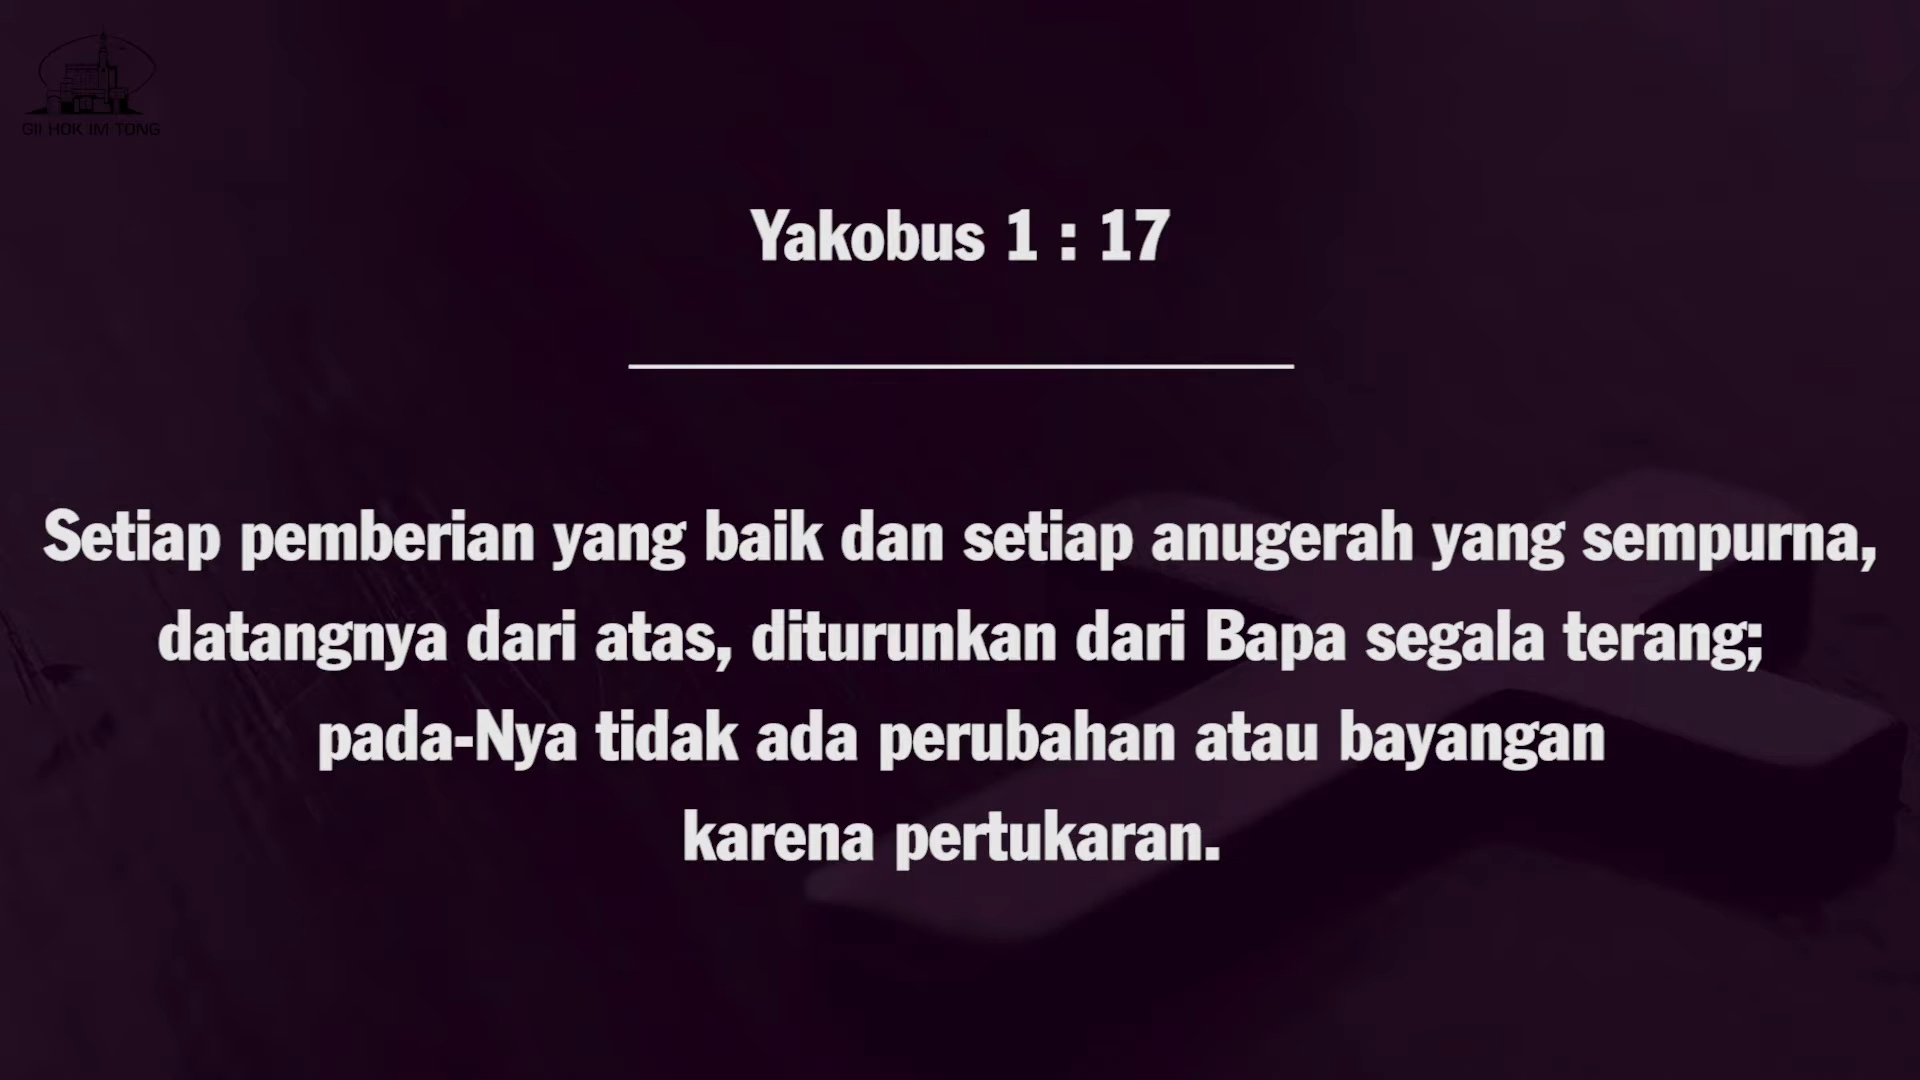 GII HOK IM TONG
Yakobus 1 : 17
Setiap pemberian yang baik dan setiap anugerah yang sempurna,
datangnya dari atas, diturunkan dari Bapa segala terang;
pada-Nya tidak ada perubahan atau bayangan
karena pertukaran.